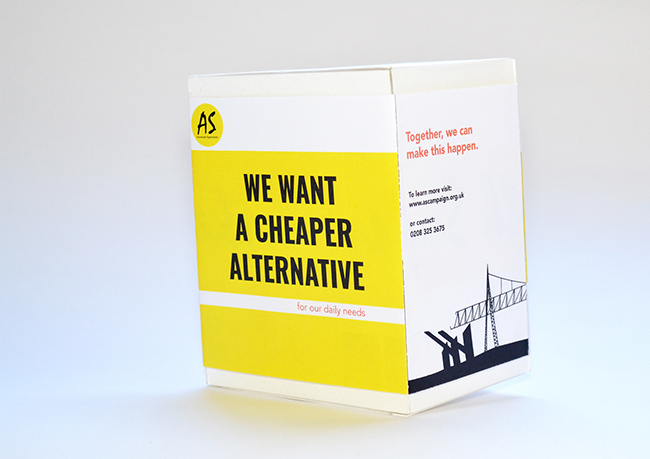 AS
WE WANT
A CHEAPER
ALTERNATIVE
for our daily needs
Together, we can
make this happen.
To learn more visit:
www.ascampaign.org.uk
or contact:
0208 325 3675